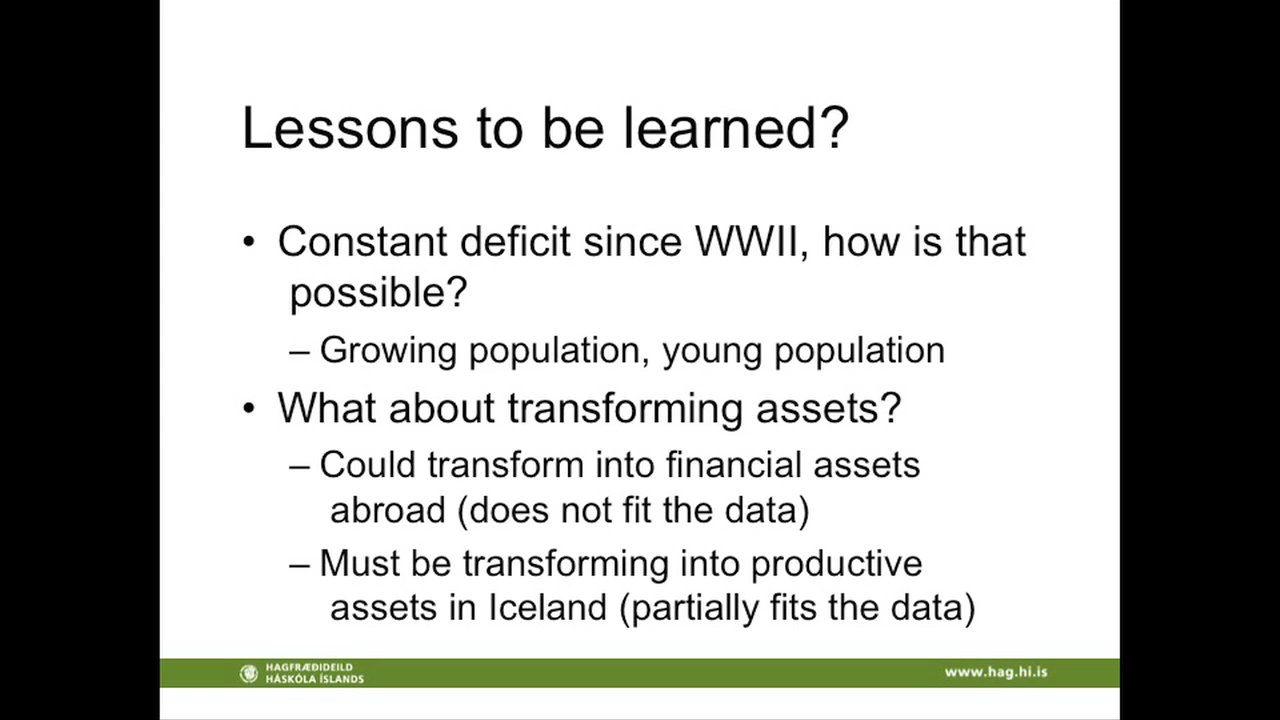 Lessons to be learned?
• Constant deficit since WWII, how is that
possible?
– Growing population, young population
• What about transforming assets?
– Could transform into financial assets
abroad (does not fit the data)
– Must be transforming into productive
assets in Iceland (partially fits the data)
HAGFRÆÐIDEILD
HÁSKÓLA ÍSLANDS
www.hag.hi.is